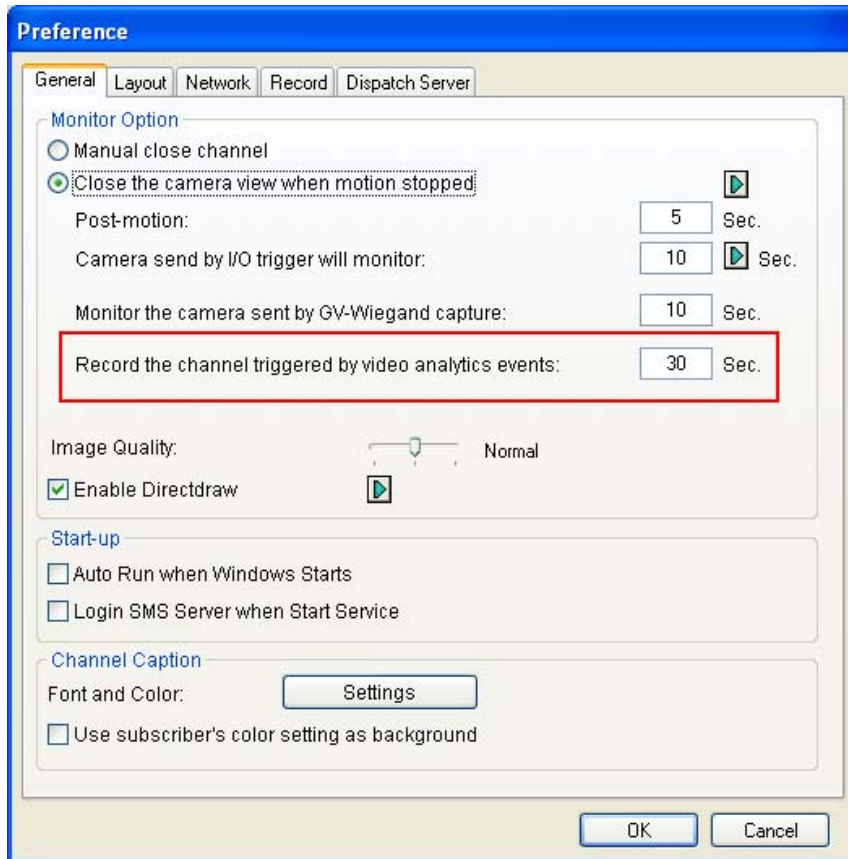 Preference
General Layout Network Record Dispatch Server
Monitor Option
Manual close channel
Close the camera view when motion stopped
Post-motion: 5 Sec.
Camera send by I/O trigger will monitor: 10 Sec.
Monitor the camera sent by GV-Wiegand capture: 10 Sec.
Record the channel triggered by video analytics events: 30 Sec.
Image Quality: Normal
Enable Directdraw
Start-up
Auto Run when Windows Starts
Login SMS Server when Start Service
Channel Caption
Font and Color: Settings
Use subscriber's color setting as background
OK Cancel